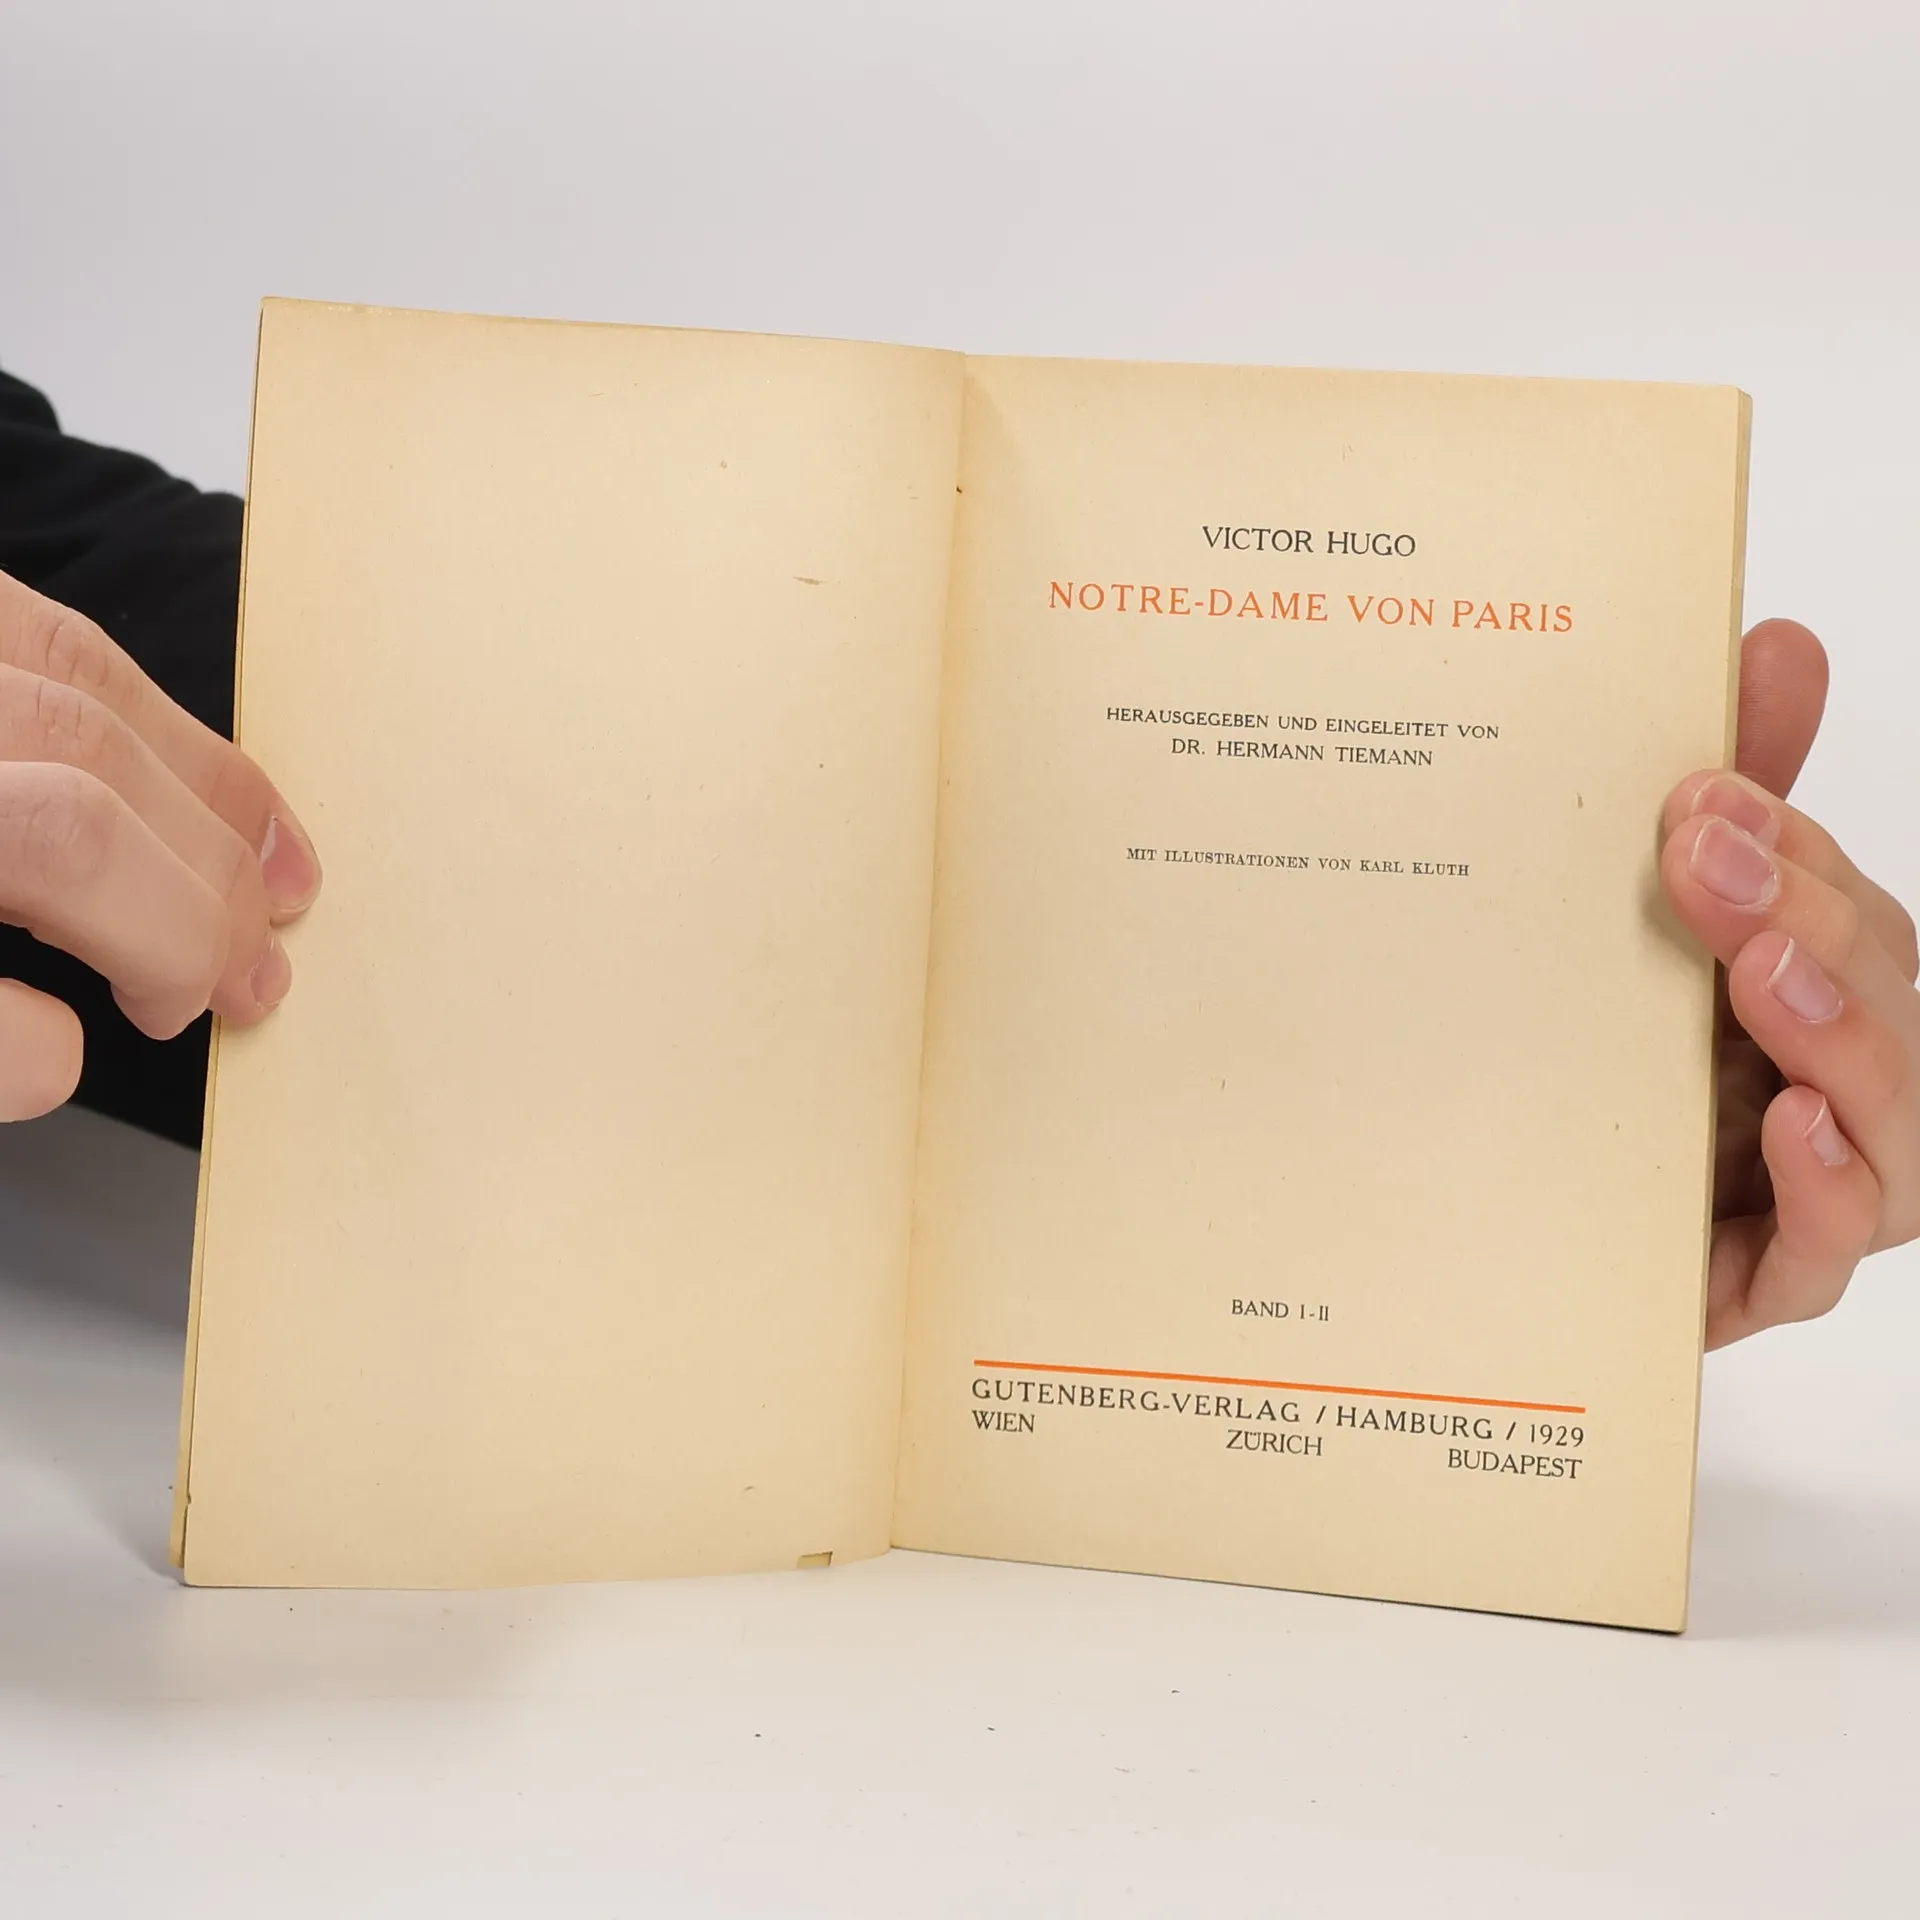 VICTOR HUGO
NOTRE-DAME VON PARIS
HERAUSGEGEBEN UND EINGELEITET VON
DR. HERMANN TIEMANN
MIT ILLUSTRATIONEN VON KARL KLUTH
BAND I-II
GUTENBERG-VERLAG / HAMBURG / 1929
WIEN ZÜRICH BUDAPEST